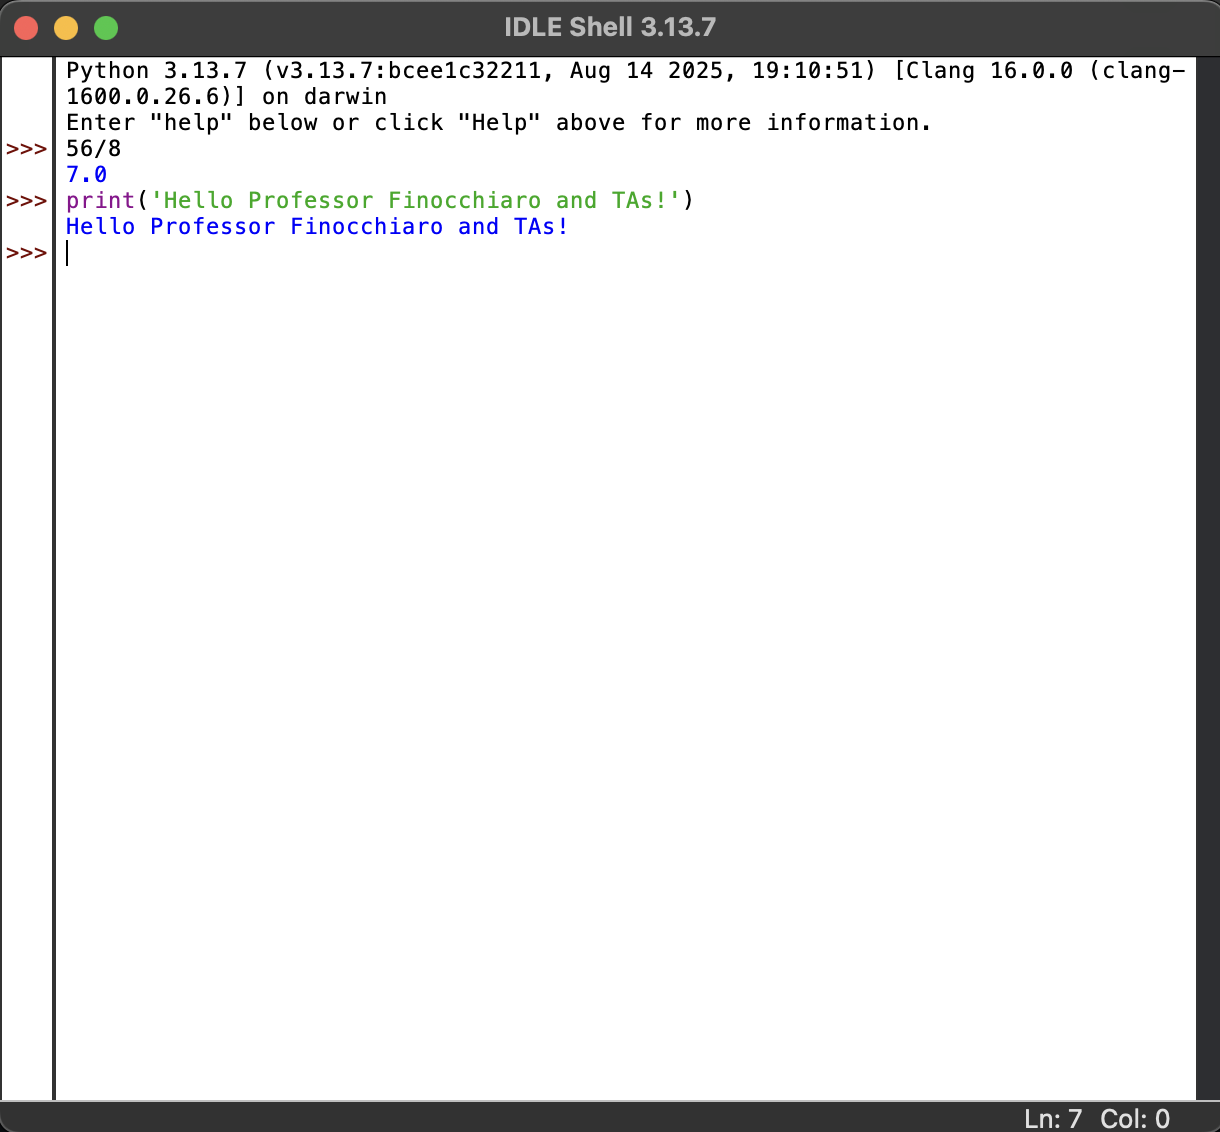 IDLE Shell 3.13.7
Python 3.13.7 (v3.13.7:bcee1c32211, Aug 14 2025, 19:10:51) [Clang 16.0.0 (clang-
1600.0.26.6)] on darwin
Enter "help" below or click "Help" above for more information.
>>> 56/8
7.0
>>> print('Hello Professor Finocchiaro and TAs!')
Hello Professor Finocchiaro and TAs!
>>>
Ln: 7 Col: 0